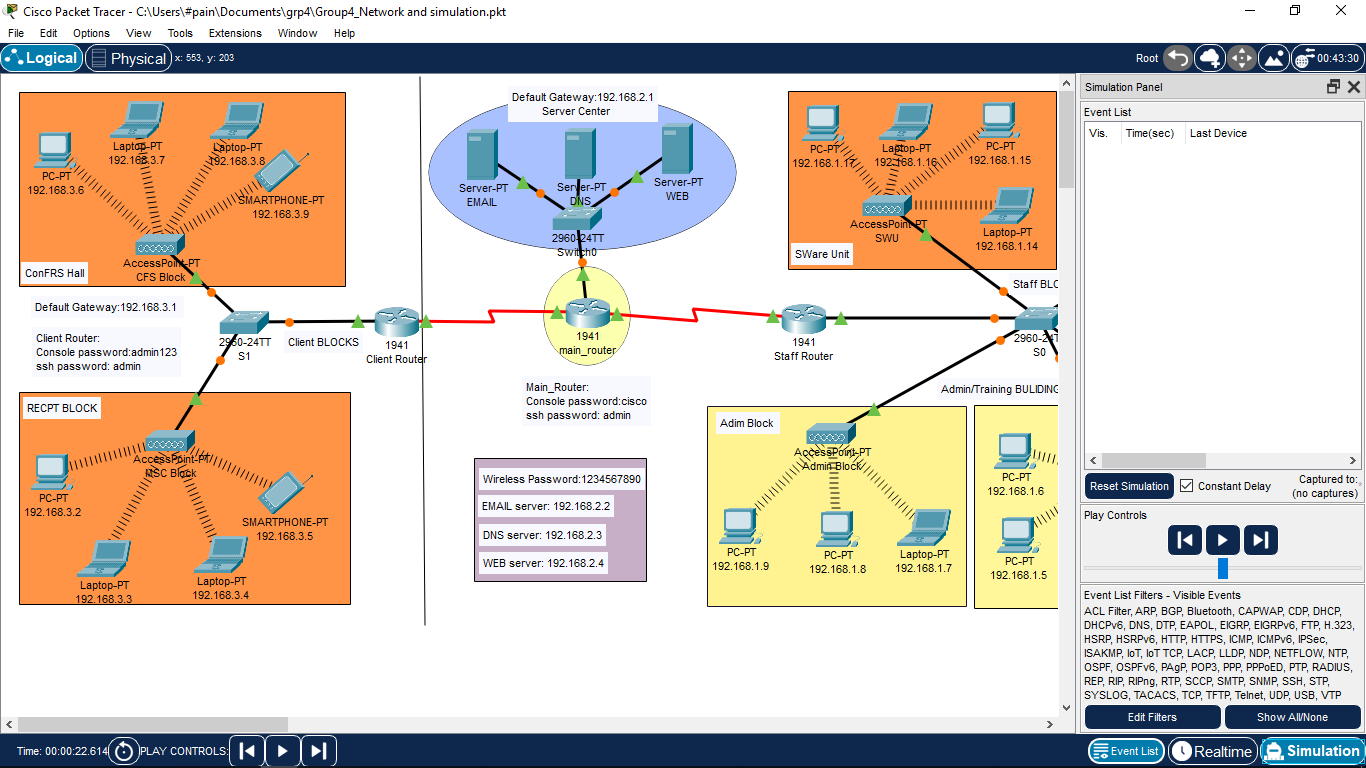 Cisco Packet Tracer - C:\Users\#pain\Documents\grp4\Group4_Network and simulation.pkt
File Edit Options View Tools Extensions Window Help
Logical Physical x: 553, y: 203 Root 00:43:30
PC-PT
192.168.3.6
Laptop-PT
192.168.3.7
Laptop-PT
192.168.3.8
SMARTPHONE-PT
192.168.3.9
AccessPoint-PT
CFS Block
ConFRS Hall
Default Gateway:192.168.3.1
Client Router:
Console password:admin123
ssh password: admin
2960-24TT
S1
Client BLOCKS
1941
Client Router
RECPT BLOCK
AccessPoint-PT
MSC Block
PC-PT
192.168.3.2
Laptop-PT
192.168.3.3
Laptop-PT
192.168.3.4
SMARTPHONE-PT
192.168.3.5
Default Gateway:192.168.2.1
Server Center
Server-PT
EMAIL
Server-PT
DNS
Server-PT
WEB
2960-24TT
Switch0
1941
main_router
Main_Router:
Console password:cisco
ssh password: admin
Wireless Password:1234567890
EMAIL server: 192.168.2.2
DNS server: 192.168.2.3
WEB server: 192.168.2.4
PC-PT
192.168.1.17
Laptop-PT
192.168.1.16
PC-PT
192.168.1.15
Laptop-PT
192.168.1.14
AccessPoint-PT
SWU
SWare Unit
Staff BLC
1941
Staff Router
2960-24T
S0
Admin/Training BULIDING
Adim Block
AccessPoint-PT
Admin Block
PC-PT
192.168.1.9
PC-PT
192.168.1.8
Laptop-PT
192.168.1.7
PC-PT
192.168.1.6
PC-PT
192.168.1.5
Simulation Panel
Event List
Vis. Time(sec) Last Device
Reset Simulation Constant Delay Captured to:
(no captures)
Play Controls
Event List Filters - Visible Events
ACL Filter, ARP, BGP, Bluetooth, CAPWAP, CDP, DHCP,
DHCPv6, DNS, DTP, EAPOL, EIGRP, EIGRPv6, FTP, H.323,
HSRP, HSRPv6, HTTP, HTTPS, ICMP, ICMPv6, IPSec,
ISAKMP, IoT, IoT TCP, LACP, LLDP, NDP, NETFLOW, NTP,
OSPF, OSPFv6, PAgP, POP3, PPP, PPPoED, PTP, RADIUS,
REP, RIP, RIPng, RTP, SCCP, SMTP, SNMP, SSH, STP,
SYSLOG, TACACS, TCP, TFTP, Telnet, UDP, USB, VTP
Edit Filters Show All/None
Time: 00:00:22.614 PLAY CONTROLS: Event List Realtime Simulation